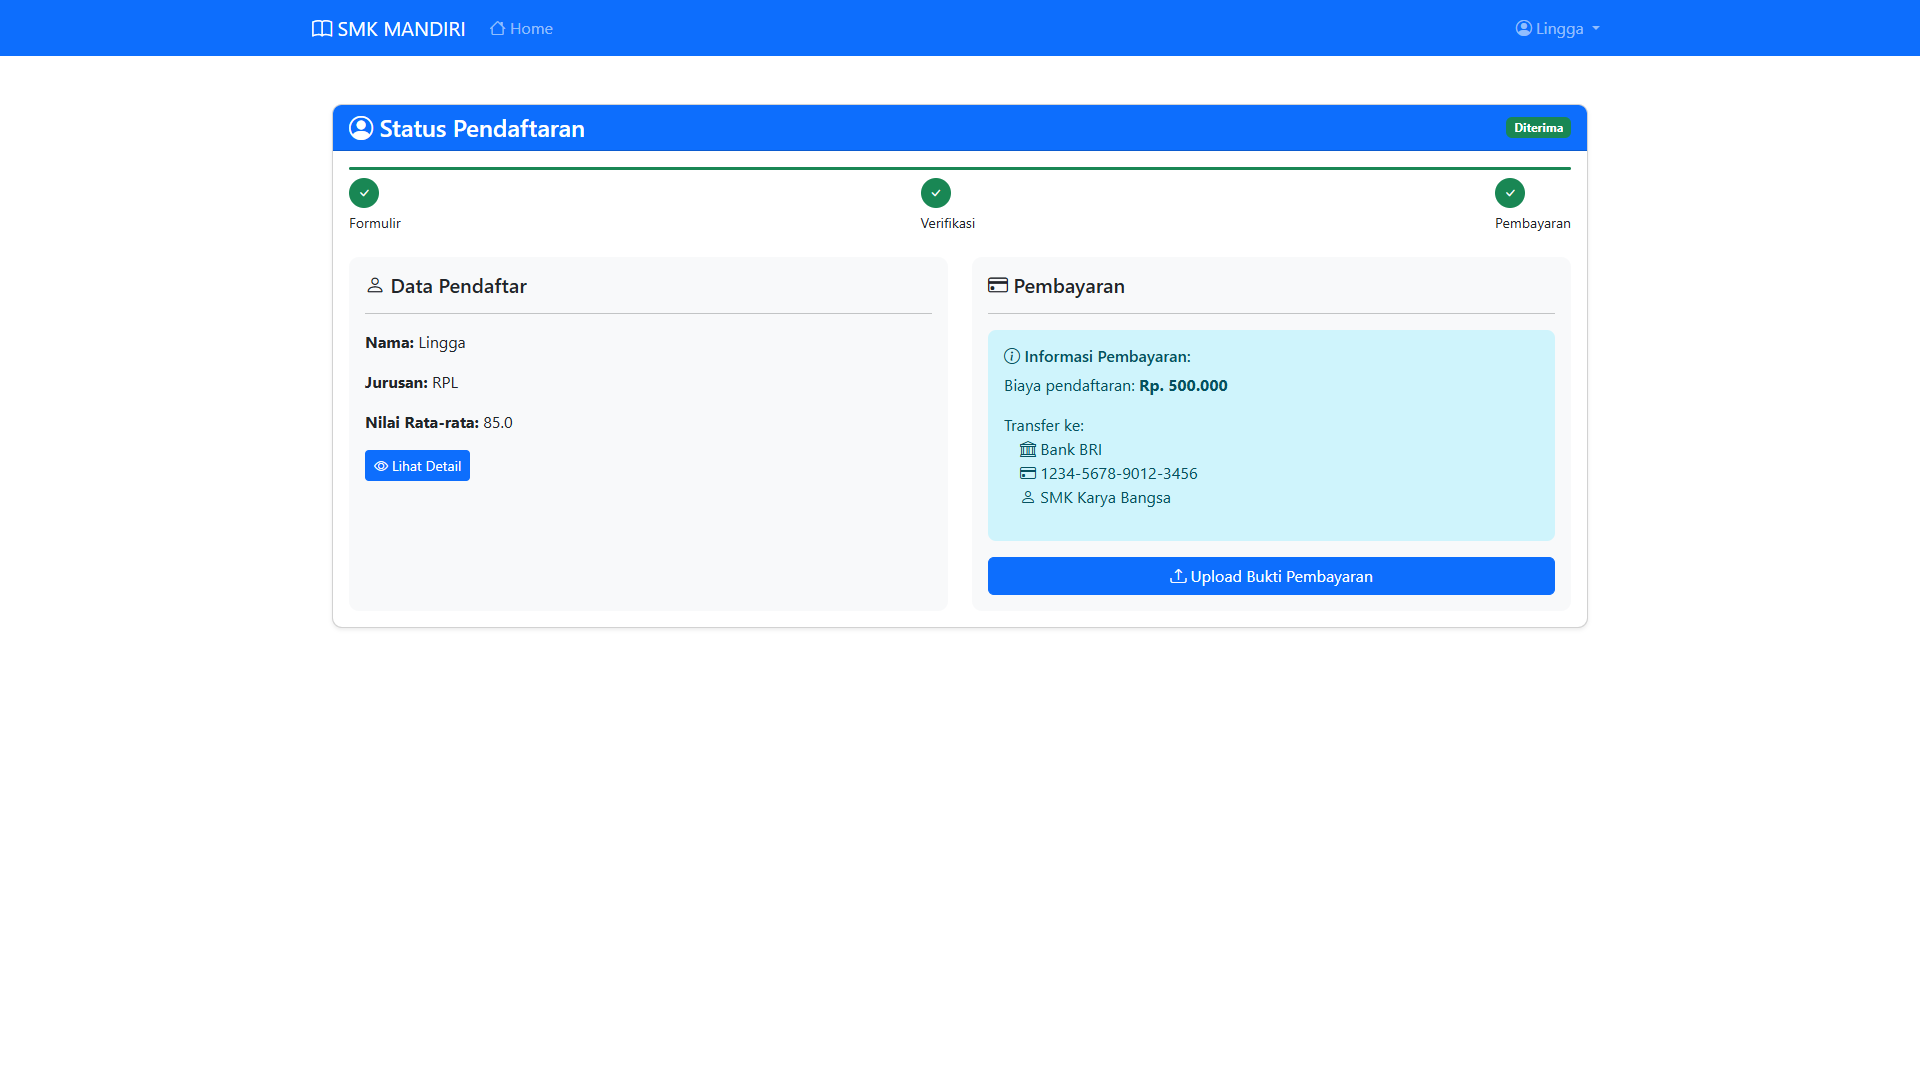 SMK MANDIRI
Home
Lingga
Status Pendaftaran
Diterima
Formulir
Verifikasi
Pembayaran
Data Pendaftar
Nama: Lingga
Jurusan: RPL
Nilai Rata-rata: 85.0
Lihat Detail
Pembayaran
Informasi Pembayaran:
Biaya pendaftaran: Rp. 500.000
Transfer ke:
Bank BRI
1234-5678-9012-3456
SMK Karya Bangsa
Upload Bukti Pembayaran